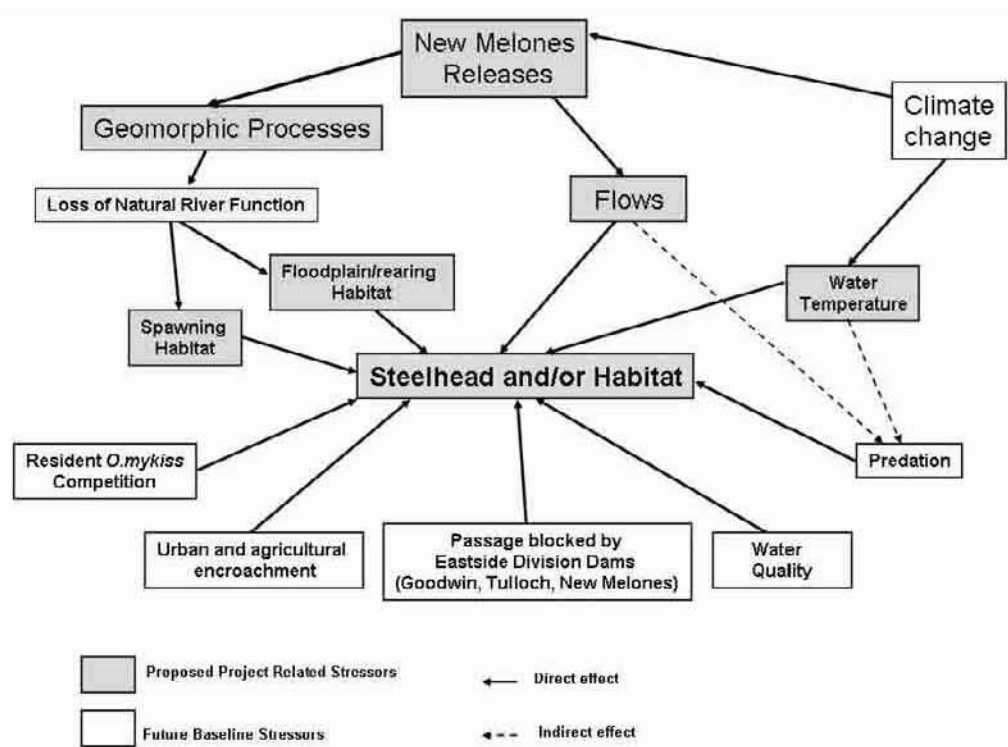 New Melones
Releases
Climate
change
Geomorphic Processes
Loss of Natural River Function
Flows
Floodplain/rearing
Habitat
Water
Temperature
Spawning
Habitat
Steelhead and/or Habitat
Resident O.mykiss
Competition
Predation
Urban and agricultural
encroachment
Passage blocked by
Eastside Division Dams
(Goodwin, Tulloch, New Melones)
Water
Quality
Proposed Project Related Stressors
Direct effect
Future Baseline Stressors
Indirect effect